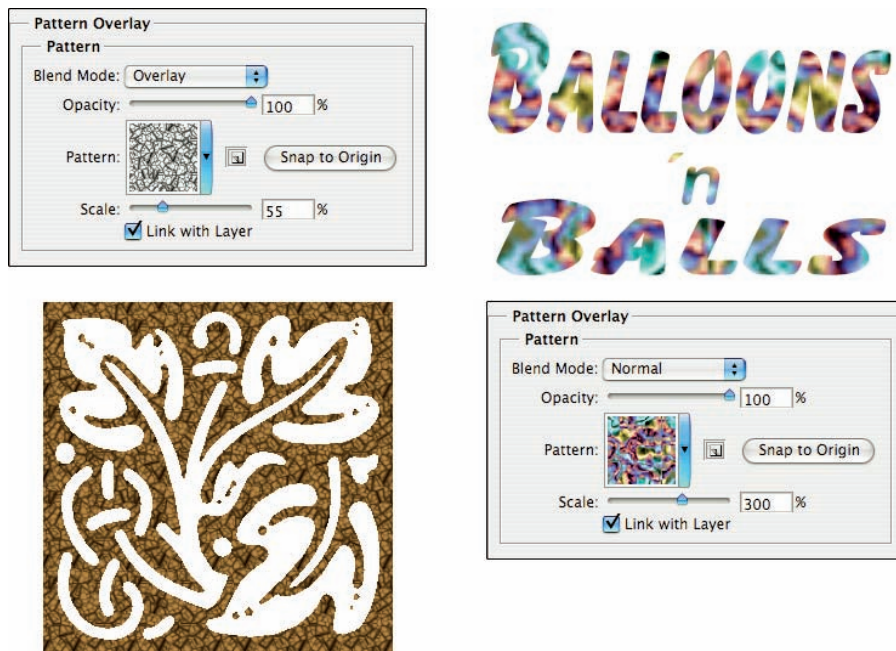 Pattern Overlay
Pattern
Blend Mode: Overlay
Opacity: 100 %
Pattern: Snap to Origin
Scale: 55 %
Link with Layer
BALLOONS
'n
BALLS
Pattern Overlay
Pattern
Blend Mode: Normal
Opacity: 100 %
Pattern: Snap to Origin
Scale: 300 %
Link with Layer